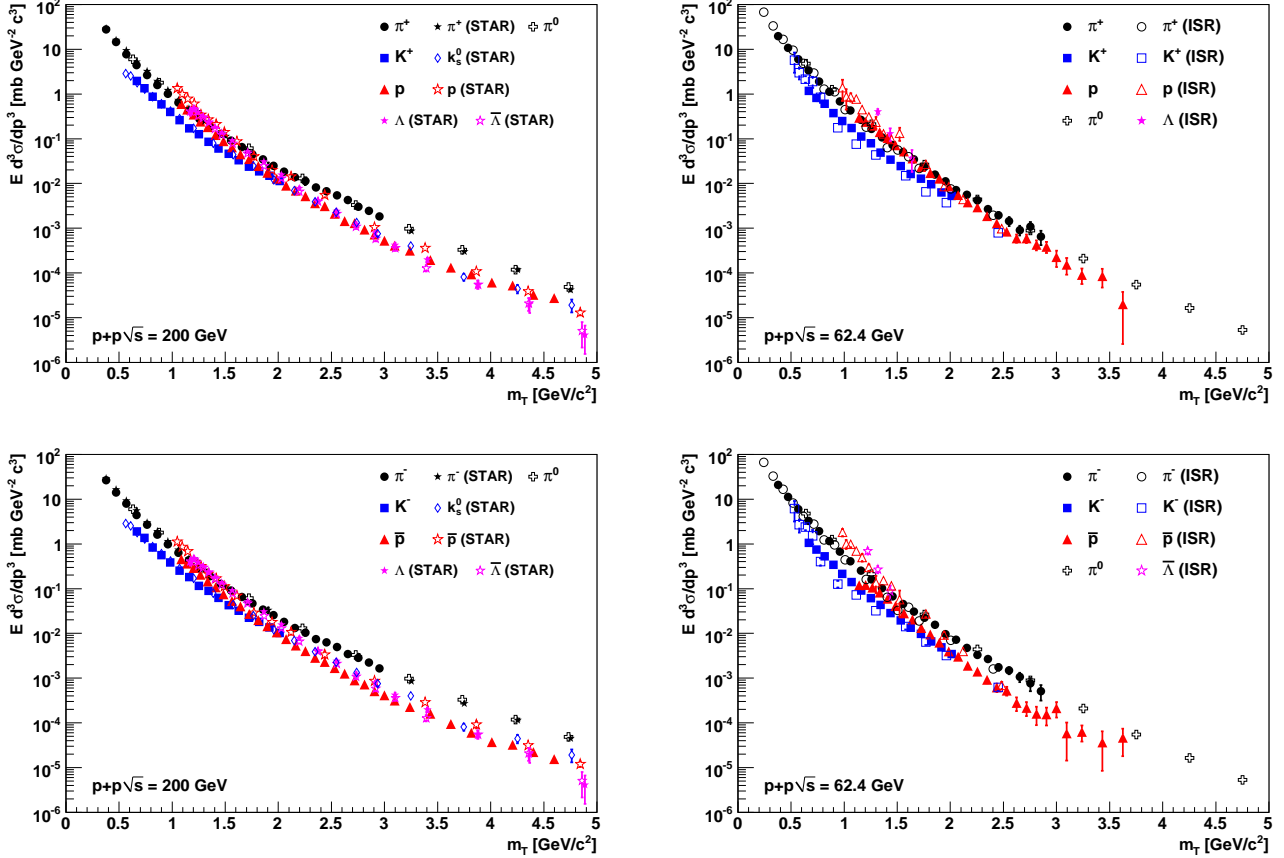 E d³σ/dp³ [mb GeV⁻² c³]
10²
10
1
10⁻¹
10⁻²
10⁻³
10⁻⁴
10⁻⁵
10⁻⁶
π⁺ π⁺ (STAR) π⁰
K⁺ k⁰ₛ (STAR)
p p (STAR)
Λ (STAR) Λ̅ (STAR)
p+p√s = 200 GeV
0 0.5 1 1.5 2 2.5 3 3.5 4 4.5 5
m_T [GeV/c²]
E d³σ/dp³ [mb GeV⁻² c³]
10²
10
1
10⁻¹
10⁻²
10⁻³
10⁻⁴
10⁻⁵
10⁻⁶
π⁺ π⁺ (ISR)
K⁺ K⁺ (ISR)
p p (ISR)
π⁰ Λ (ISR)
p+p√s = 62.4 GeV
0 0.5 1 1.5 2 2.5 3 3.5 4 4.5 5
m_T [GeV/c²]
E d³σ/dp³ [mb GeV⁻² c³]
10²
10
1
10⁻¹
10⁻²
10⁻³
10⁻⁴
10⁻⁵
10⁻⁶
π⁻ π⁻ (STAR) π⁰
K⁻ k⁰ₛ (STAR)
p̅ p̅ (STAR)
Λ (STAR) Λ̅ (STAR)
p+p√s = 200 GeV
0 0.5 1 1.5 2 2.5 3 3.5 4 4.5 5
m_T [GeV/c²]
E d³σ/dp³ [mb GeV⁻² c³]
10²
10
1
10⁻¹
10⁻²
10⁻³
10⁻⁴
10⁻⁵
10⁻⁶
π⁻ π⁻ (ISR)
K⁻ K⁻ (ISR)
p̅ p̅ (ISR)
π⁰ Λ̅ (ISR)
p+p√s = 62.4 GeV
0 0.5 1 1.5 2 2.5 3 3.5 4 4.5 5
m_T [GeV/c²]